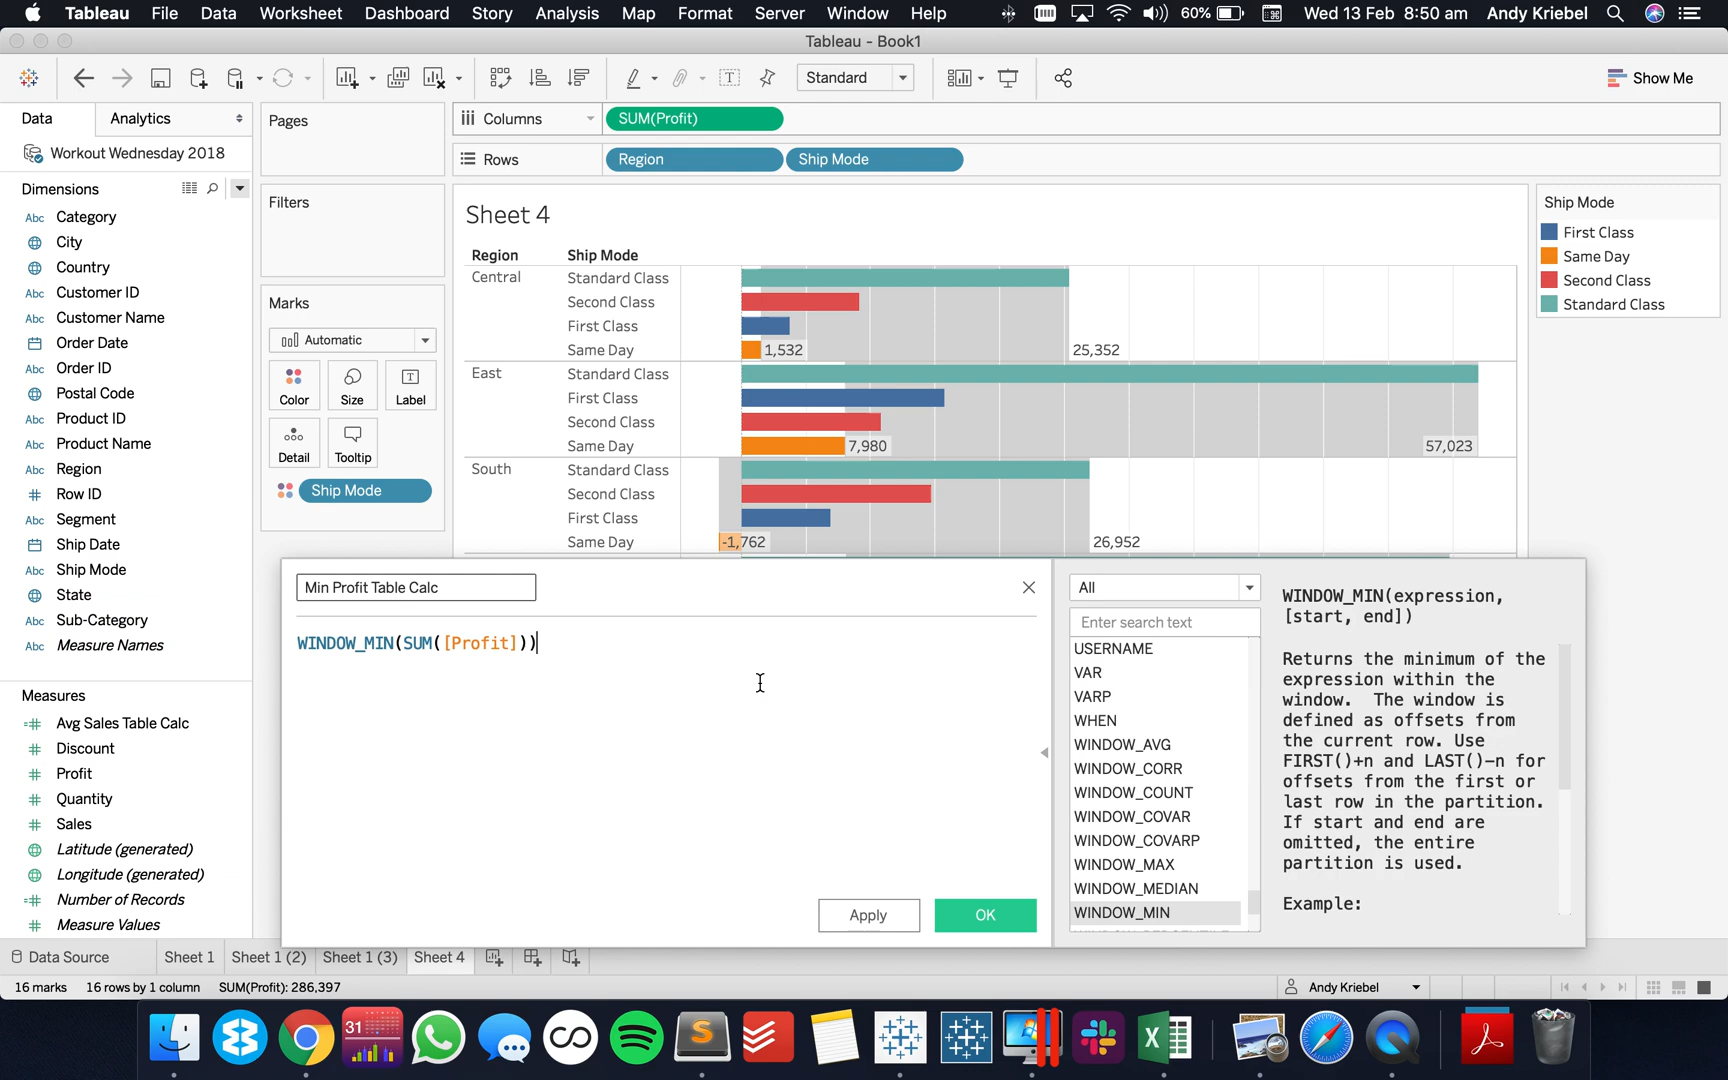 Tableau File Data Worksheet Dashboard Story Analysis Map Format Server Window Help 60% Wed 13 Feb 8:50 am Andy Kriebel
Tableau - Book1
Standard
Show Me
Data Analytics
Workout Wednesday 2018
Dimensions
Abc Category
City
Country
Abc Customer ID
Abc Customer Name
Order Date
Abc Order ID
Postal Code
Abc Product ID
Abc Product Name
Abc Region
Row ID
Abc Segment
Ship Date
Abc Ship Mode
State
Abc Sub-Category
Abc Measure Names
Measures
Avg Sales Table Calc
Discount
Profit
Quantity
Sales
Latitude (generated)
Longitude (generated)
Number of Records
Measure Values
Pages
Filters
Marks
Automatic
Color Size Label
Detail Tooltip
Ship Mode
Columns SUM(Profit)
Rows Region Ship Mode
Sheet 4
Region Ship Mode
Central Standard Class
Second Class
First Class
Same Day 1,532 25,352
East Standard Class
First Class
Second Class
Same Day 7,980 57,023
South Standard Class
Second Class
First Class
Same Day -1,762 26,952
Ship Mode
First Class
Same Day
Second Class
Standard Class
Min Profit Table Calc
WINDOW_MIN(SUM([Profit]))
Apply OK
All
Enter search text
USERNAME
VAR
VARP
WHEN
WINDOW_AVG
WINDOW_CORR
WINDOW_COUNT
WINDOW_COVAR
WINDOW_COVARP
WINDOW_MAX
WINDOW_MEDIAN
WINDOW_MIN
WINDOW_MIN(expression,
[start, end])
Returns the minimum of the
expression within the
window. The window is
defined as offsets from
the current row. Use
FIRST()+n and LAST()-n for
offsets from the first or
last row in the partition.
If start and end are
omitted, the entire
partition is used.
Example:
Data Source Sheet 1 Sheet 1 (2) Sheet 1 (3) Sheet 4
16 marks 16 rows by 1 column SUM(Profit): 286,397 Andy Kriebel
31